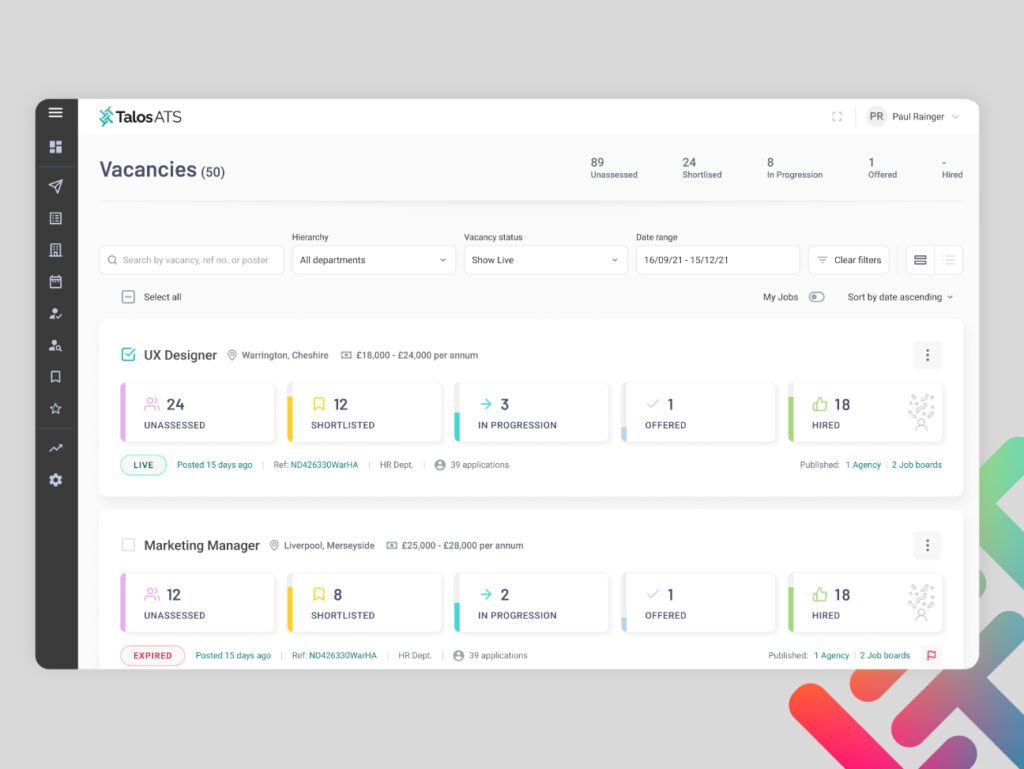 TalosATS
PR Paul Rainger
Vacancies (50)
89 24 8 1 -
Unassessed Shortlised In Progression Offered Hired
Hierarchy Vacancy status Date range
Search by vacancy, ref no. or poster All departments Show Live 16/09/21 - 15/12/21 Clear filters
Select all My Jobs Sort by date ascending
UX Designer Warrington, Cheshire £18,000 - £24,000 per annum
24 12 3 1 18
UNASSESSED SHORTLISTED IN PROGRESSION OFFERED HIRED
LIVE Posted 15 days ago Ref: ND426330WarHA HR Dept. 39 applications Published: 1 Agency 2 Job boards
Marketing Manager Liverpool, Merseyside £25,000 - £28,000 per annum
12 8 2 1 18
UNASSESSED SHORTLISTED IN PROGRESSION OFFERED HIRED
EXPIRED Posted 15 days ago Ref: ND426330WarHA HR Dept. 39 applications Published: 1 Agency 2 Job boards